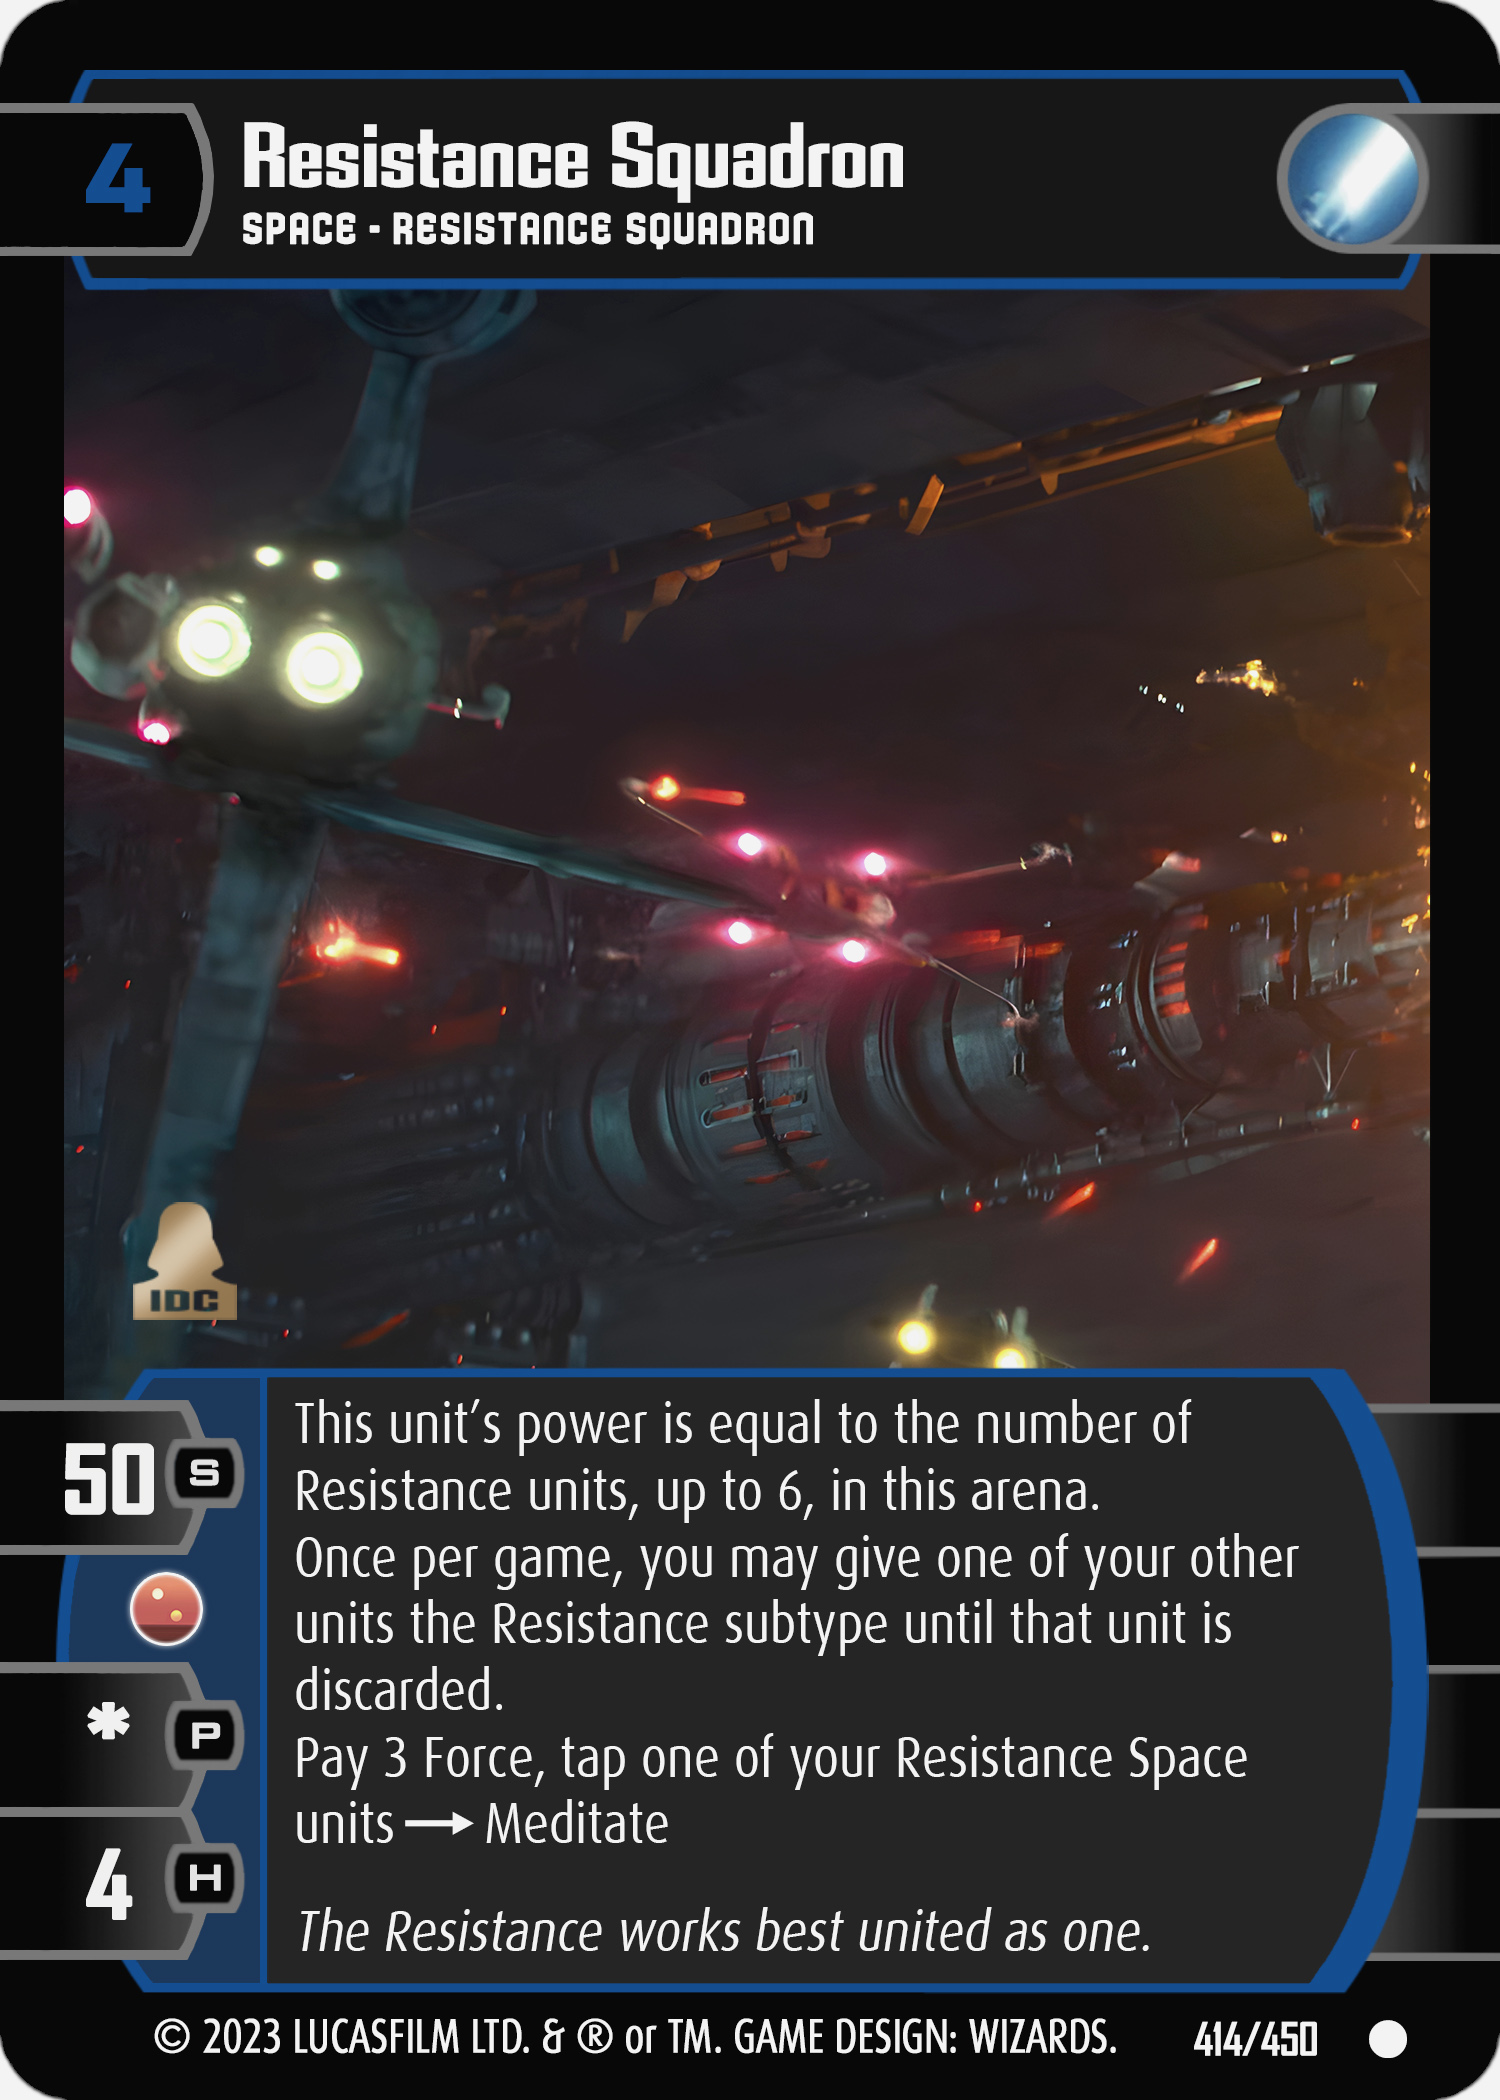 4
Resistance Squadron
SPACE - RESISTANCE SQUADRON
IDC
50 S
* P
4 H
This unit’s power is equal to the number of
Resistance units, up to 6, in this arena.
Once per game, you may give one of your other
units the Resistance subtype until that unit is
discarded.
Pay 3 Force, tap one of your Resistance Space
units → Meditate
The Resistance works best united as one.
© 2023 LUCASFILM LTD. & ® or TM. GAME DESIGN: WIZARDS. 414/450